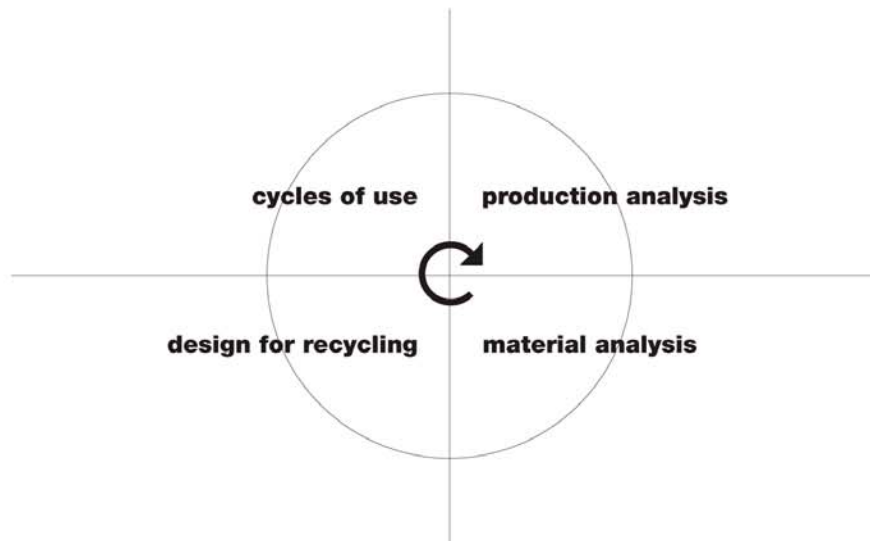 cycles of use
production analysis
design for recycling
material analysis